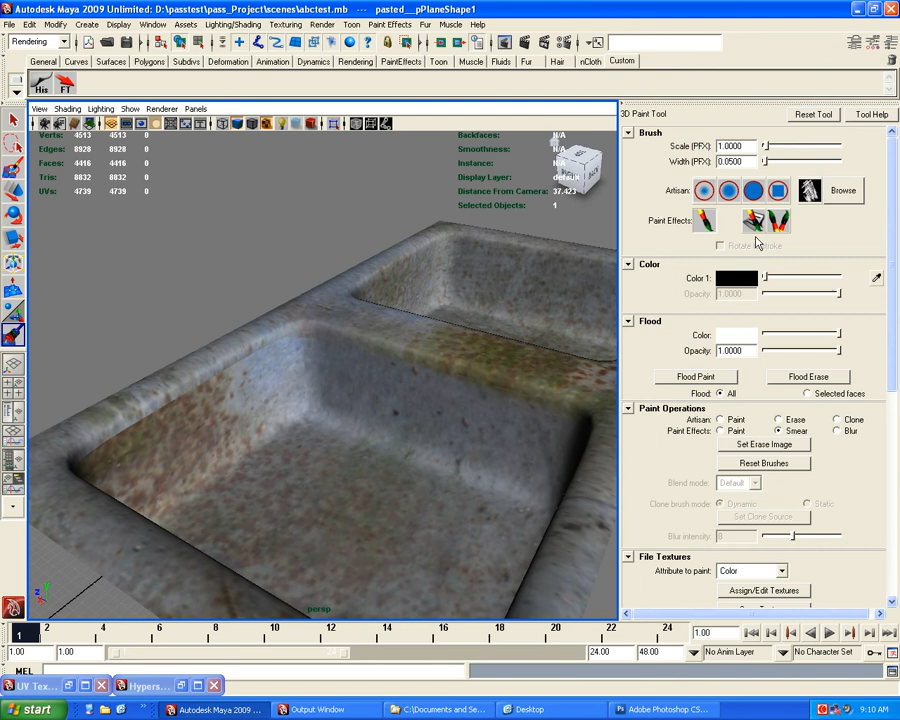 Autodesk Maya 2009 Unlimited: D:\passtest\pass_Project\scenes\abctest.mb   ---   pasted__pPlaneShape1
File Edit Modify Create Display Window Assets Lighting/Shading Texturing Render Toon Paint Effects Fur Muscle Help
Rendering
General Curves Surfaces Polygons Subdivs Deformation Animation Dynamics Rendering PaintEffects Toon Muscle Fluids Fur Hair nCloth Custom
His FT
View Shading Lighting Show Renderer Panels
3D Paint Tool Reset Tool Tool Help
Verts: 4513 4513 0
Edges: 8928 8928 0
Faces: 4416 4416 0
Tris: 8832 8832 0
UVs: 4739 4739 0
Backfaces: N/A
Smoothness: N/A
Instance: N/A
Display Layer: defau
Distance From Camera: 37.423
Selected Objects: 1
persp
Brush
Scale (PFX): 1.0000
Width (PFX): 0.0500
Artisan: Browse
Paint Effects:
Color
Color 1:
Opacity: 1.0000
Flood
Color:
Opacity: 1.0000
Flood Paint Flood Erase
Flood: All Selected faces
Paint Operations
Artisan: Paint Erase Clone
Paint Effects: Paint Smear Blur
Set Erase Image
Reset Brushes
Blend mode: Default
Clone brush mode: Dynamic Static
Set Clone Source
Blur intensity: 8
File Textures
Attribute to paint: Color
Assign/Edit Textures
1 2 4 6 8 10 12 14 16 18 20 22 24 1.00
1.00 1.00 24.00 48.00 No Anim Layer No Character Set
MEL
UV Tex... Hypers...
start Autodesk Maya 2009 ... Output Window C:\Documents and Se... Desktop Adobe Photoshop CS... 9:10 AM